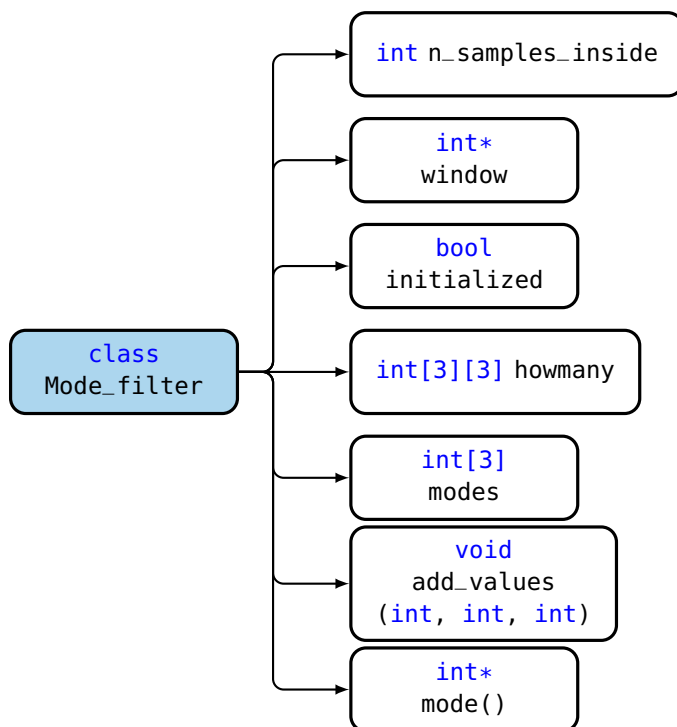 int n_samples_inside
int*
window
bool
initialized
class
Mode_filter
int[3][3] howmany
int[3]
modes
void
add_values
(int, int, int)
int*
mode()